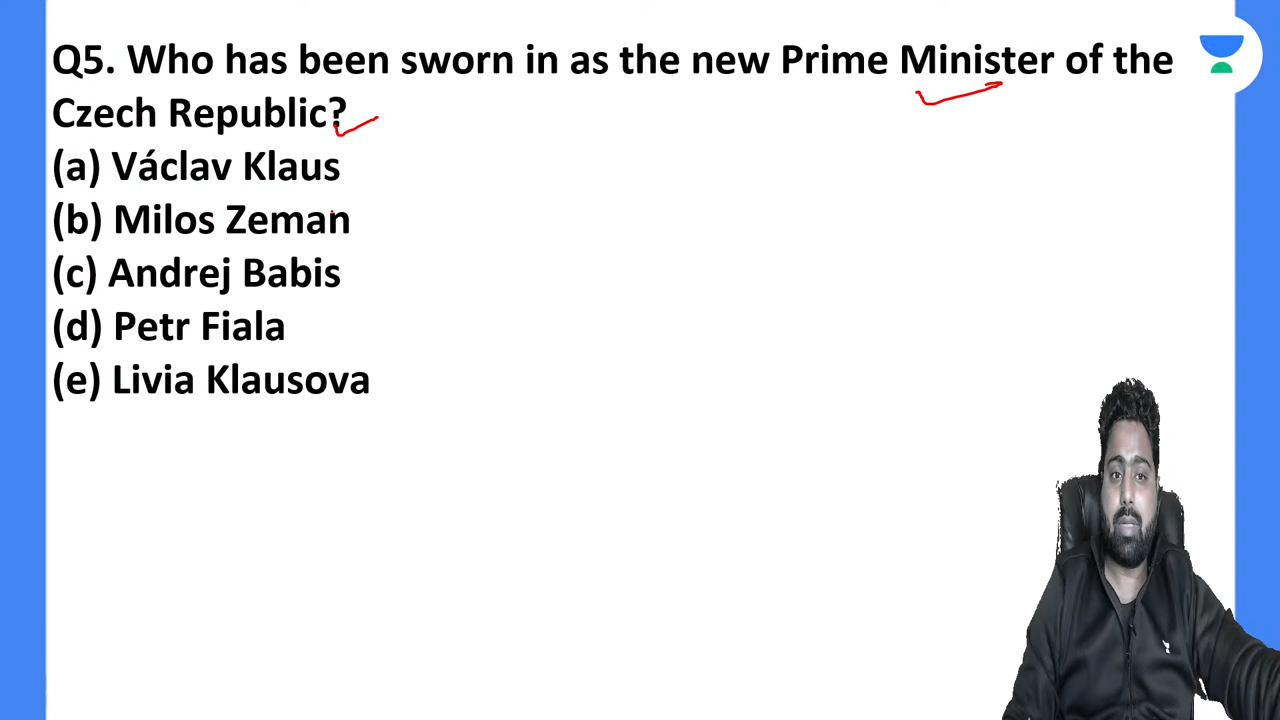 Q5. Who has been sworn in as the new Prime Minister of the
Czech Republic?
(a) Václav Klaus
(b) Milos Zeman
(c) Andrej Babis
(d) Petr Fiala
(e) Livia Klausova